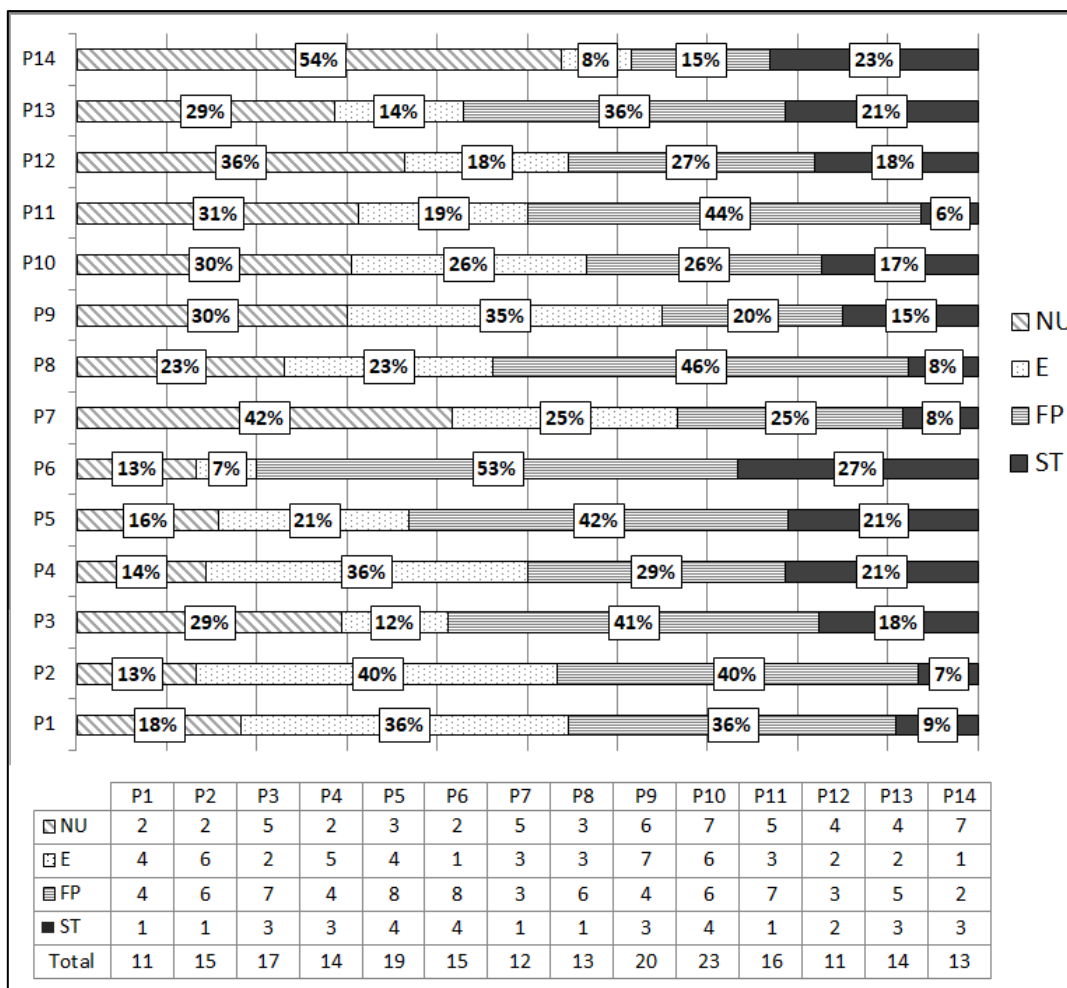 P14 54% 8% 15% 23%
P13 29% 14% 36% 21%
P12 36% 18% 27% 18%
P11 31% 19% 44% 6%
P10 30% 26% 26% 17%
P9 30% 35% 20% 15%
P8 23% 23% 46% 8%
P7 42% 25% 25% 8%
P6 13% 7% 53% 27%
P5 16% 21% 42% 21%
P4 14% 36% 29% 21%
P3 29% 12% 41% 18%
P2 13% 40% 40% 7%
P1 18% 36% 36% 9%
NU
E
FP
ST
P1 P2 P3 P4 P5 P6 P7 P8 P9 P10 P11 P12 P13 P14
NU 2 2 5 2 3 2 5 3 6 7 5 4 4 7
E 4 6 2 5 4 1 3 3 7 6 3 2 2 1
FP 4 6 7 4 8 8 3 6 4 6 7 3 5 2
ST 1 1 3 3 4 4 1 1 3 4 1 2 3 3
Total 11 15 17 14 19 15 12 13 20 23 16 11 14 13